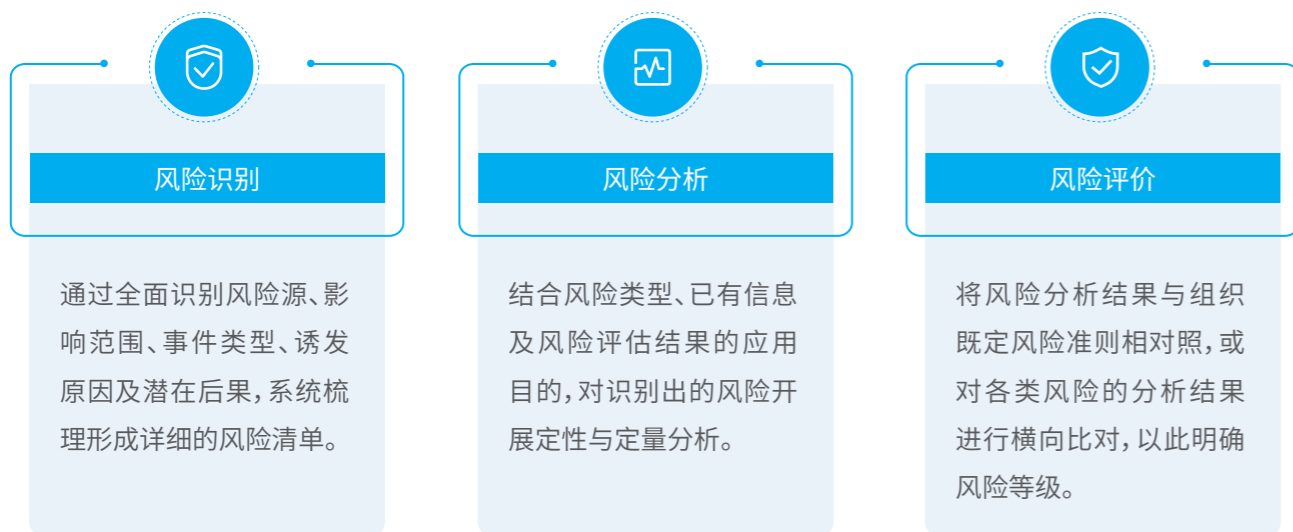 风险识别
通过全面识别风险源、影
响范围、事件类型、诱发
原因及潜在后果，系统梳
理形成详细的风险清单。
风险分析
结合风险类型、已有信息
及风险评估结果的应用
目的，对识别出的风险开
展定性与定量分析。
风险评价
将风险分析结果与组织
既定风险准则相对照，或
对各类风险的分析结果
进行横向比对，以此明确
风险等级。